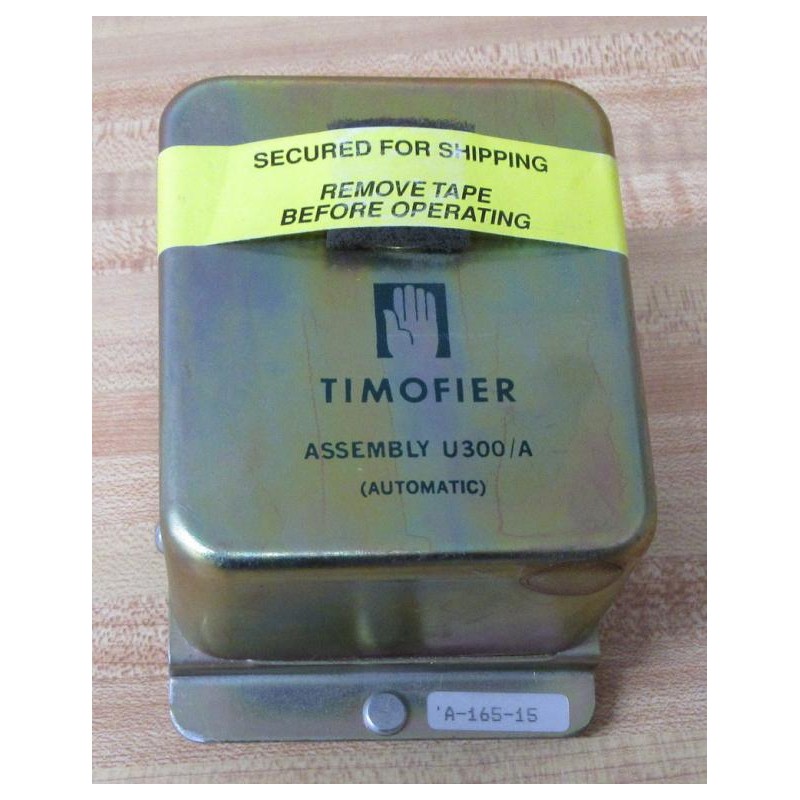 SECURED FOR SHIPPING
REMOVE TAPE
BEFORE OPERATING
TIMOFIER
ASSEMBLY U300/A
(AUTOMATIC)
'A-165-15